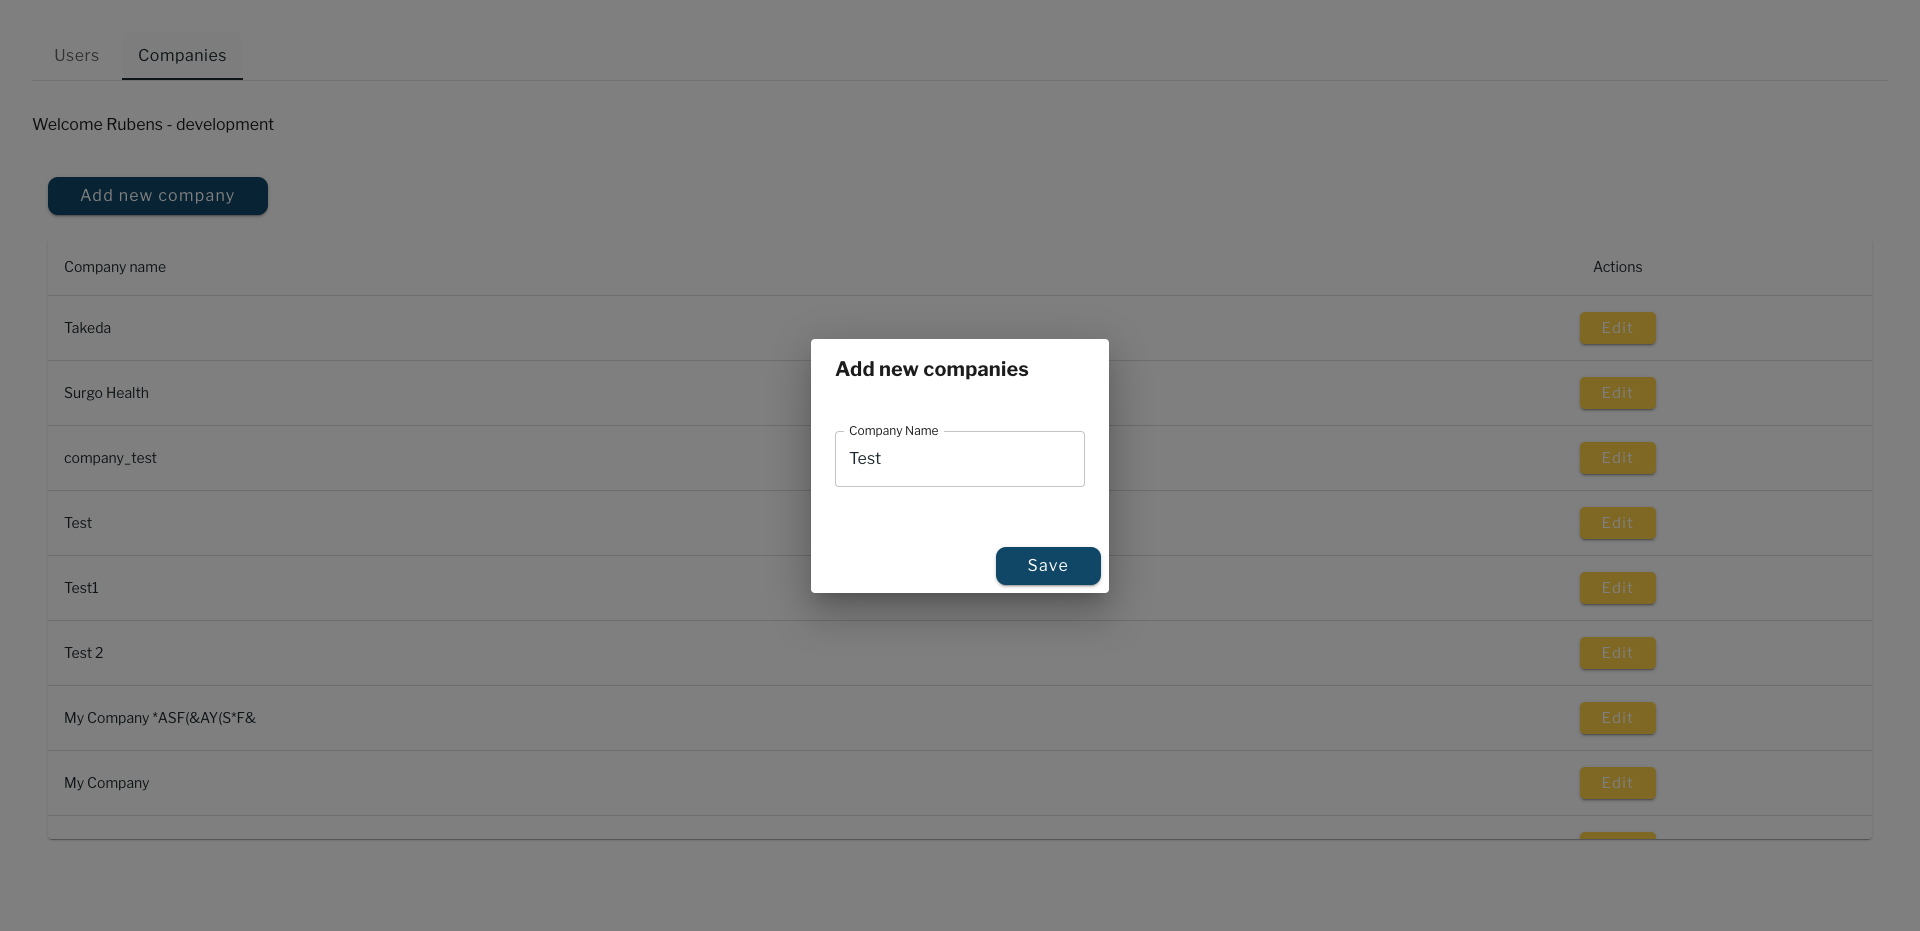 Users Companies
Welcome Rubens - development
Add new company
Company name Actions
Takeda Edit
Surgo Health Edit
company_test Edit
Test Edit
Test1 Edit
Test 2 Edit
My Company *ASF(&AY(S*F& Edit
My Company Edit
Add new companies
Company Name
Test
Save